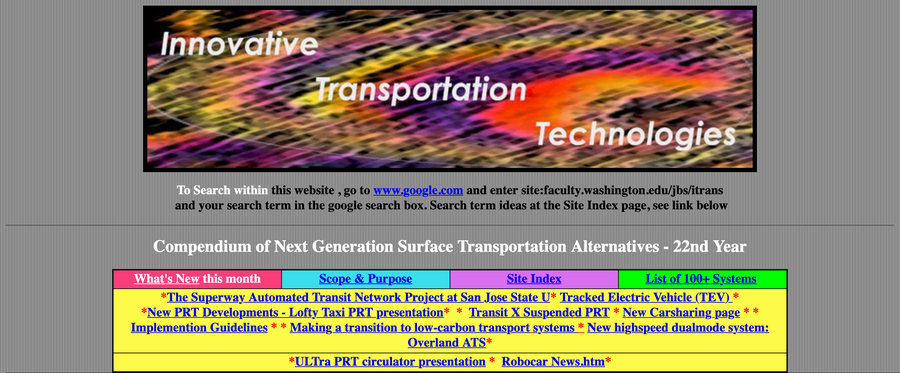 Innovative
Transportation
Technologies
To Search within this website , go to www.google.com and enter site:faculty.washington.edu/jbs/itrans
and your search term in the google search box. Search term ideas at the Site Index page, see link below
Compendium of Next Generation Surface Transportation Alternatives - 22nd Year
What's New this month Scope & Purpose Site Index List of 100+ Systems
*The Superway Automated Transit Network Project at San Jose State U* Tracked Electric Vehicle (TEV) *
*New PRT Developments - Lofty Taxi PRT presentation* * Transit X Suspended PRT * New Carsharing page * *
Implemention Guidelines * * Making a transition to low-carbon transport systems * New highspeed dualmode system:
Overland ATS*
*ULTra PRT circulator presentation * Robocar News.htm*